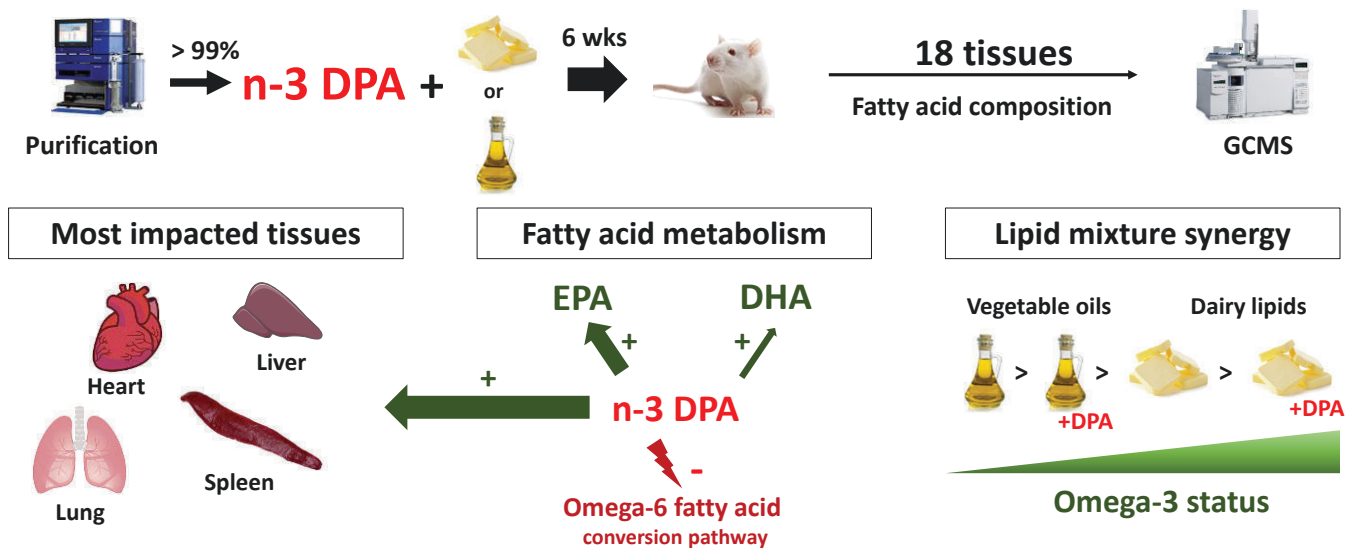 > 99%
n-3 DPA +
or
6 wks
18 tissues
Fatty acid composition
Purification
GCMS
Most impacted tissues
Heart
Liver
Lung
Spleen
Fatty acid metabolism
EPA
DHA
+
+
+
n-3 DPA
-
Omega-6 fatty acid
conversion pathway
Lipid mixture synergy
Vegetable oils
Dairy lipids
> > >
+DPA
+DPA
Omega-3 status